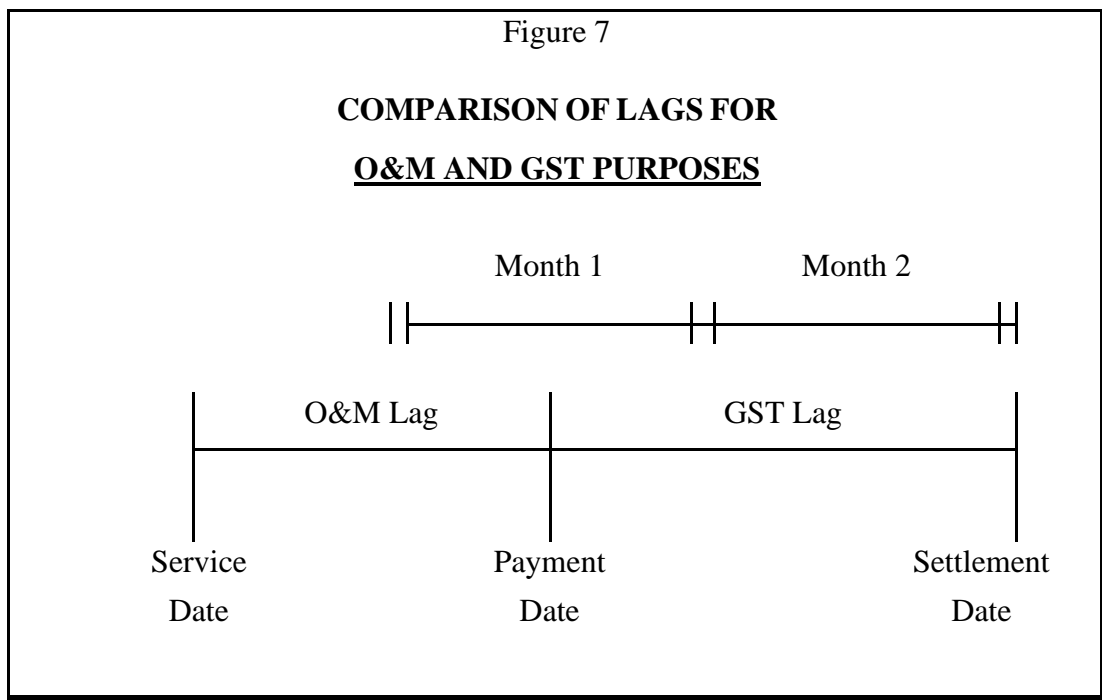 Figure 7
COMPARISON OF LAGS FOR
O&M AND GST PURPOSES
Month 1 Month 2
O&M Lag GST Lag
Service Payment Settlement
Date Date Date